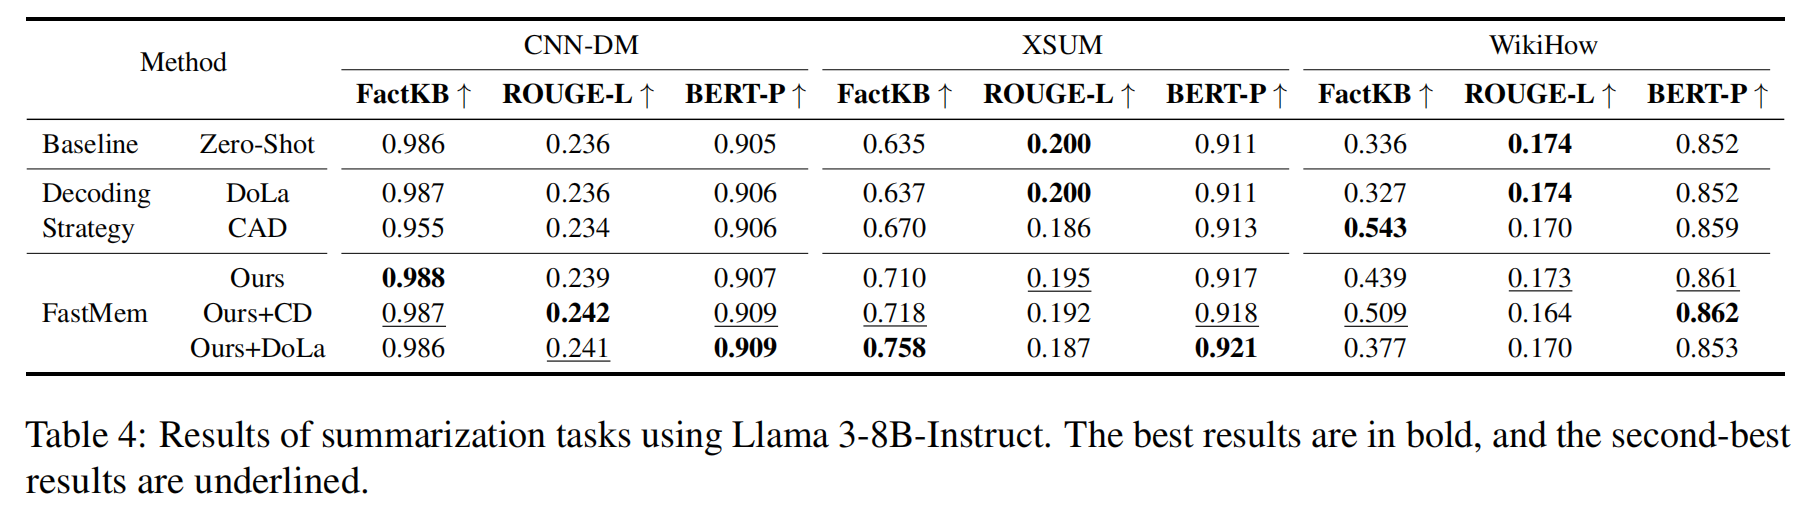 Method CNN-DM XSUM WikiHow
FactKB ↑ ROUGE-L ↑ BERT-P ↑ FactKB ↑ ROUGE-L ↑ BERT-P ↑ FactKB ↑ ROUGE-L ↑ BERT-P ↑
Baseline Zero-Shot 0.986 0.236 0.905 0.635 0.200 0.911 0.336 0.174 0.852
Decoding DoLa 0.987 0.236 0.906 0.637 0.200 0.911 0.327 0.174 0.852
Strategy CAD 0.955 0.234 0.906 0.670 0.186 0.913 0.543 0.170 0.859
Ours 0.988 0.239 0.907 0.710 0.195 0.917 0.439 0.173 0.861
FastMem Ours+CD 0.987 0.242 0.909 0.718 0.192 0.918 0.509 0.164 0.862
Ours+DoLa 0.986 0.241 0.909 0.758 0.187 0.921 0.377 0.170 0.853
Table 4: Results of summarization tasks using Llama 3-8B-Instruct. The best results are in bold, and the second-best
results are underlined.